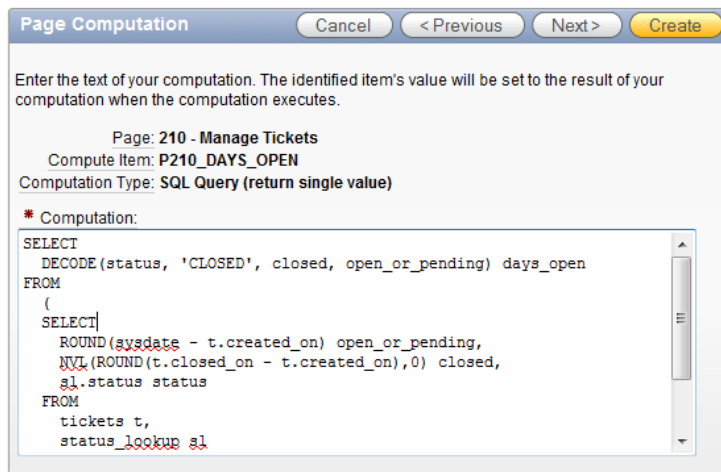 Page Computation Cancel < Previous Next > Create
Enter the text of your computation. The identified item's value will be set to the result of your
computation when the computation executes.
Page: 210 - Manage Tickets
Compute Item: P210_DAYS_OPEN
Computation Type: SQL Query (return single value)
* Computation:
SELECT
DECODE(status, 'CLOSED', closed, open_or_pending) days_open
FROM
(
SELECT
ROUND(sysdate - t.created_on) open_or_pending,
NVL(ROUND(t.closed_on - t.created_on),0) closed,
sl.status status
FROM
tickets t,
status_lookup sl